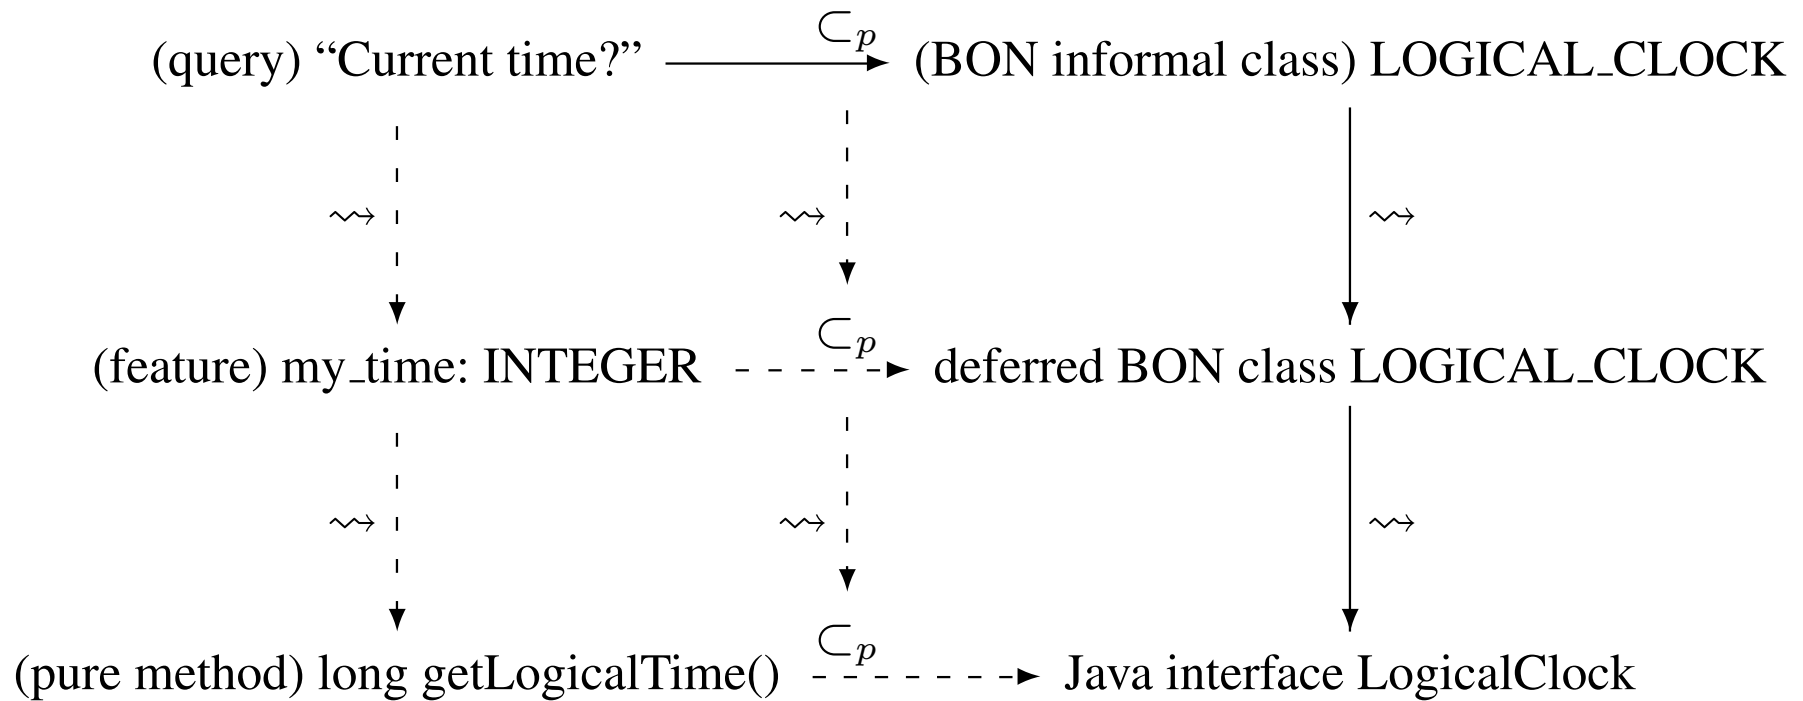 (query) “Current time?” ⊂p (BON informal class) LOGICAL_CLOCK
⇝ ⇝ ⇝
(feature) my_time: INTEGER ⊂p deferred BON class LOGICAL_CLOCK
⇝ ⇝ ⇝
(pure method) long getLogicalTime() ⊂p Java interface LogicalClock